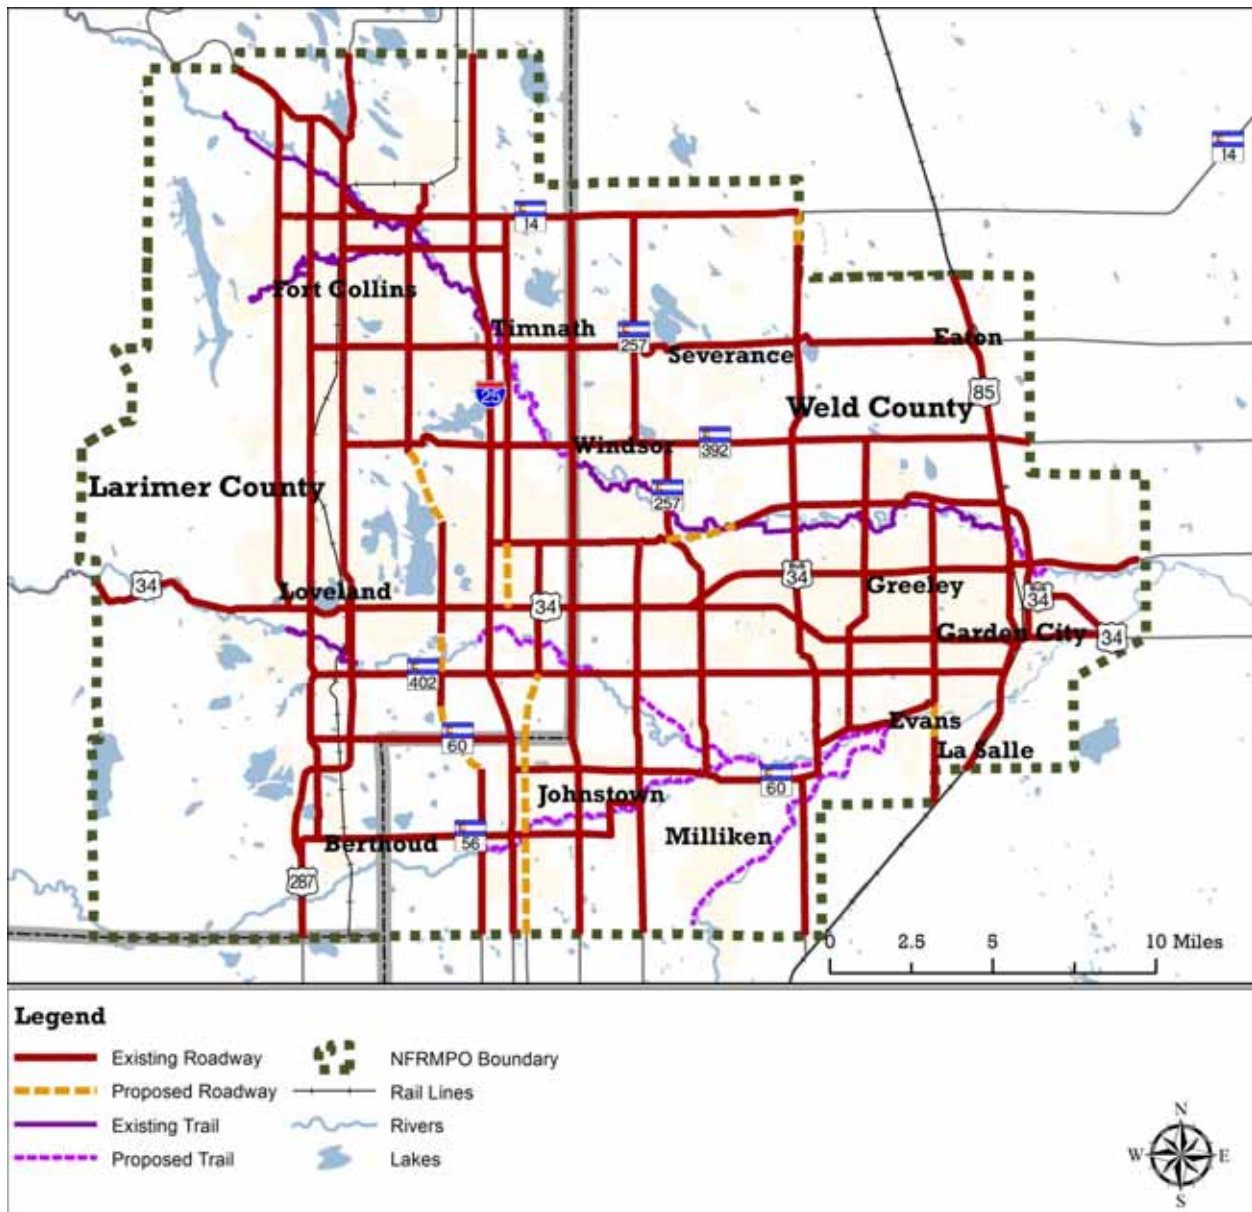 14
14
Fort Collins
Timnath
257
Severance
Eaton
25
85
Weld County
392
Windsor
Larimer County
257
34
Loveland
34
34
Greeley
34
Garden City
34
402
Evans
60
La Salle
60
Johnstown
56
Berthoud
Milliken
287
0 2.5 5 10 Miles
Legend
Existing Roadway
NFRMPO Boundary
Proposed Roadway
Rail Lines
Existing Trail
Rivers
Proposed Trail
Lakes
N
W E
S